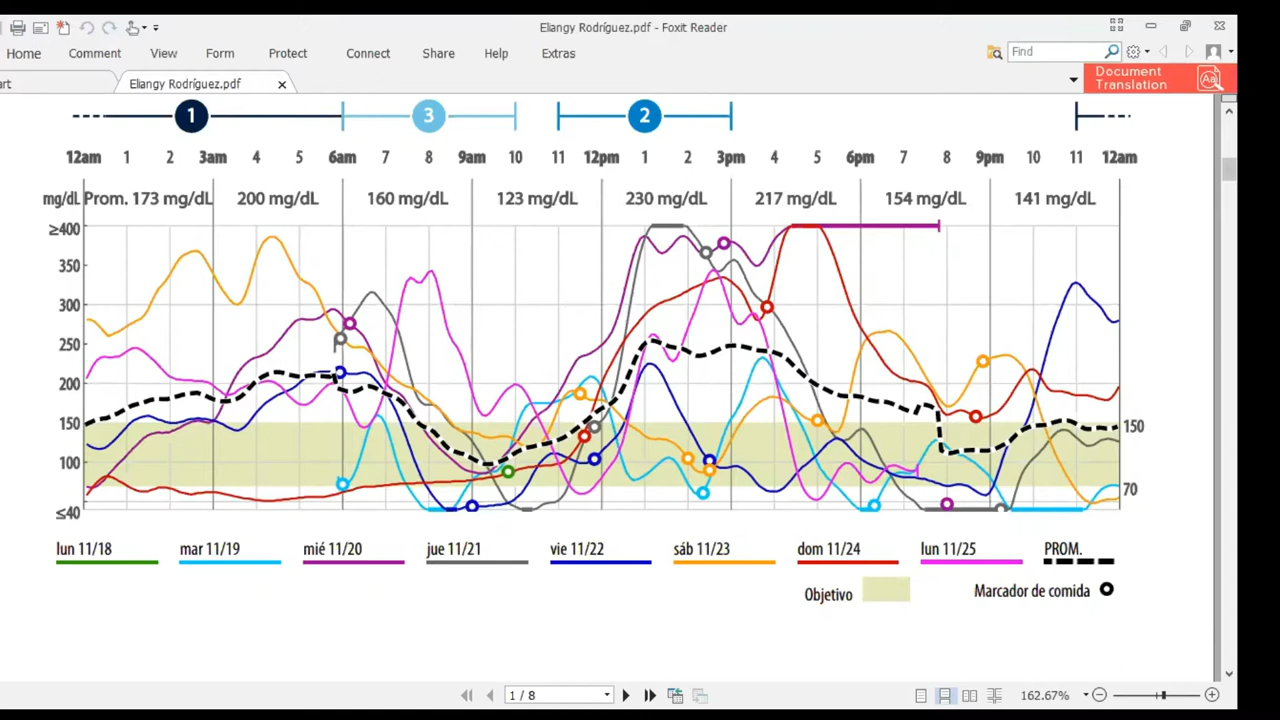 Eliangy Rodríguez.pdf - Foxit Reader
Home Comment View Form Protect Connect Share Help Extras Find
art Eliangy Rodríguez.pdf
Document
Translation
1 3 2
12am 1 2 3am 4 5 6am 7 8 9am 10 11 12pm 1 2 3pm 4 5 6pm 7 8 9pm 10 11 12am
mg/dL Prom. 173 mg/dL 200 mg/dL 160 mg/dL 123 mg/dL 230 mg/dL 217 mg/dL 154 mg/dL 141 mg/dL
≥400
350
300
250
200
150 150
100
70
≤40
lun 11/18 mar 11/19 mié 11/20 jue 11/21 vie 11/22 sáb 11/23 dom 11/24 lun 11/25 PROM.
Objetivo Marcador de comida
1 / 8 162.67%